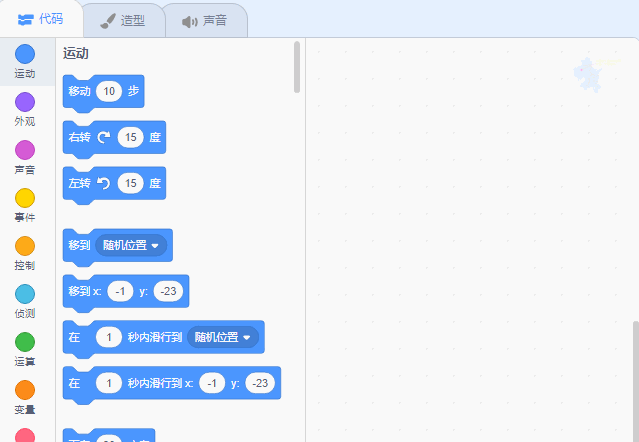 代码 造型 声音
运动
外观
声音
事件
控制
侦测
运算
变量
运动
移动 10 步
右转 15 度
左转 15 度
移到 随机位置
移到 x: -1 y: -23
在 1 秒内滑行到 随机位置
在 1 秒内滑行到 x: -1 y: -23